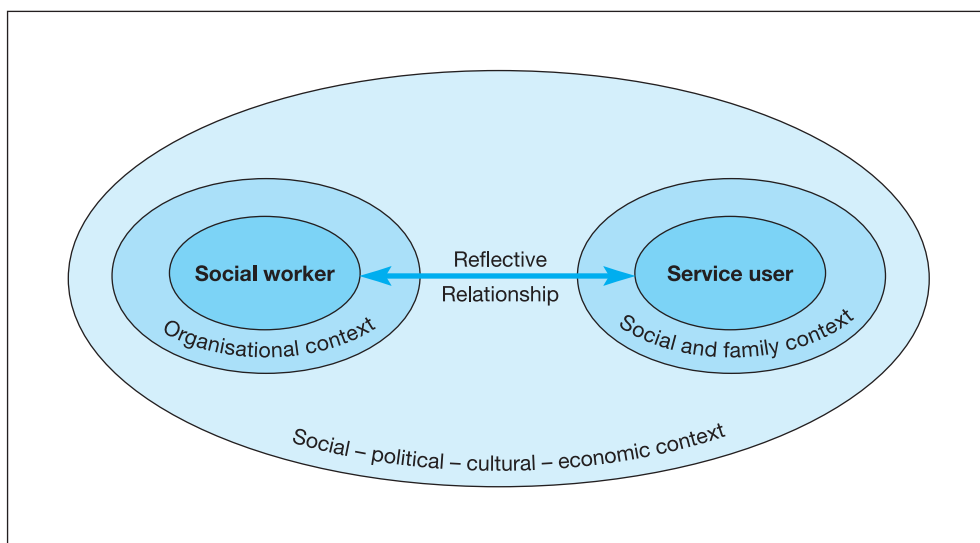 Social worker
Reflective
Relationship
Service user
Organisational context
Social and family context
Social – political – cultural – economic context